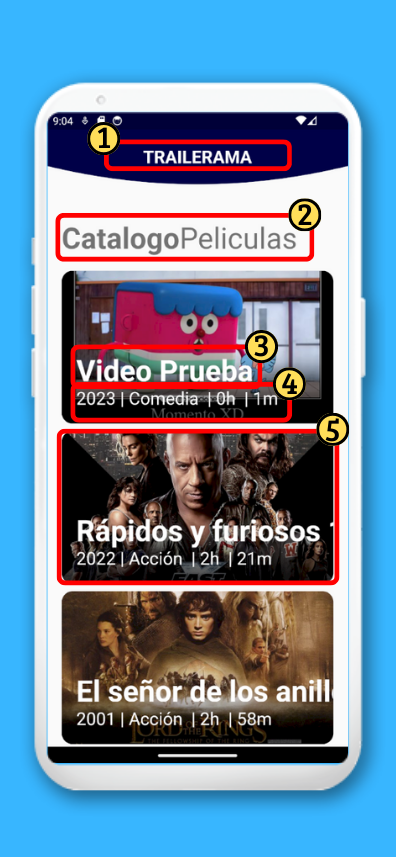 9:04
1
TRAILERAMA
2
CatalogoPeliculas
3
Video Prueba
4
2023 | Comedia | 0h | 1m
Momento XD
5
Rápidos y furiosos
2022 | Acción | 2h | 21m
FAST
El señor de los anill
2001 | Acción | 2h | 58m
LORD OF THE RINGS
THE FELLOWSHIP OF THE RING